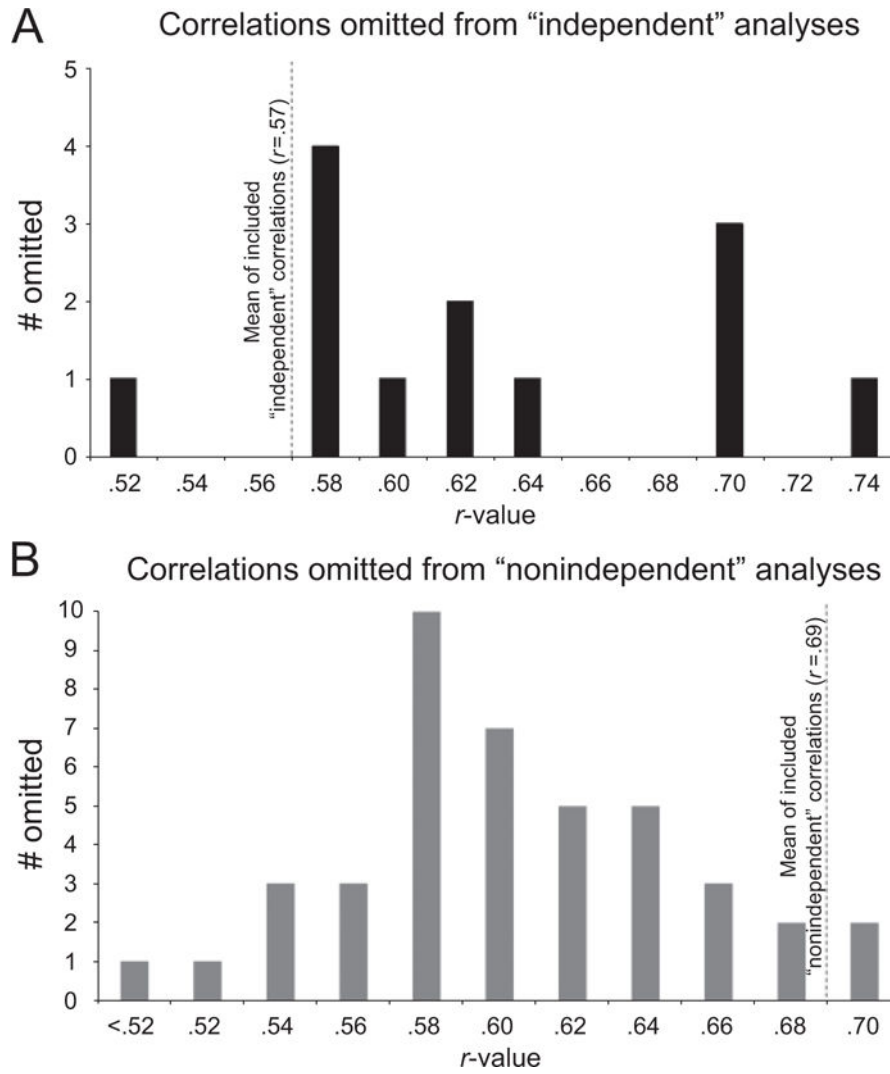 A
Correlations omitted from “independent” analyses
5
4
3
2
1
0
# omitted
Mean of included
“independent” correlations (r=.57)
.52 .54 .56 .58 .60 .62 .64 .66 .68 .70 .72 .74
r-value
B
Correlations omitted from “nonindependent” analyses
10
9
8
7
6
5
4
3
2
1
0
# omitted
Mean of included
“nonindependent” correlations (r=.69)
<.52 .52 .54 .56 .58 .60 .62 .64 .66 .68 .70
r-value